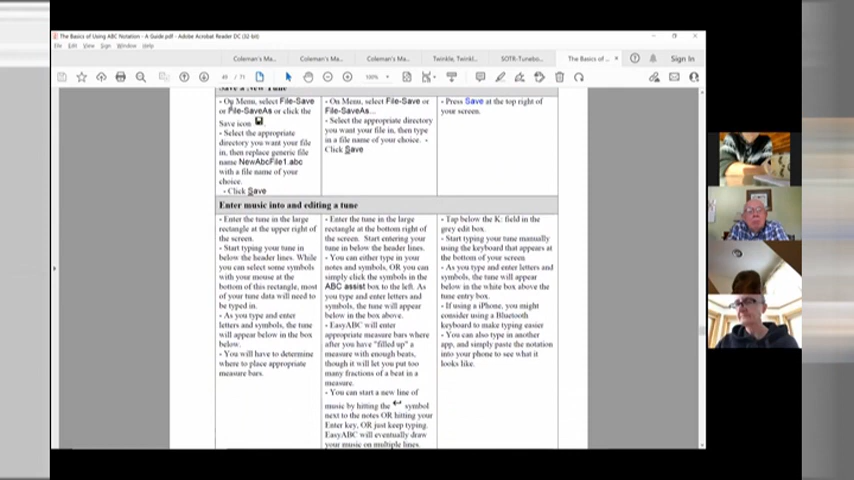 The Basics of Using ABC Notation - A Guide.pdf - Adobe Acrobat Reader DC (32-bit)
File Edit View Sign Window Help
Coleman's Ma...
Coleman's Ma...
Coleman's Ma...
Twinkle, Twinkl...
SOTR-Tunebo...
The Basics of ...
Sign In
49 / 71
100%
Save a New Tune
- On Menu, select File-Save
or File-SaveAs or click the
Save icon
- Select the appropriate
directory you want your
file in, then replace generic file
name NewAbcFile1.abc
with a file name of your
choice.
- Click Save
- On Menu, select File-Save or
File-SaveAs...
- Select the appropriate directory
you want your file in, then type
in a file name of your choice. -
Click Save
- Press Save at the top right of
your screen.
Enter music into and editing a tune
- Enter the tune in the large
rectangle at the upper right of
the screen.
- Start typing your tune in
below the header lines. While
you can select some symbols
with your mouse at the
bottom of this rectangle, most
of your tune data will need to
be typed in.
- As you type and enter
letters and symbols, the tune
will appear below in the box
below.
- You will have to determine
where to place appropriate
measure bars.
- Enter the tune in the large
rectangle at the bottom right of
the screen. Start entering your
tune in below the header lines.
- You can either type in your
notes and symbols, OR you can
simply click the symbols in the
ABC assist box to the left. As
you type and enter letters and
symbols, the tune will appear
below in the box above.
- EasyABC will enter
appropriate measure bars where
after you have "filled up" a
measure with enough beats,
though it will let you put too
many fractions of a beat in a
measure.
- You can start a new line of
music by hitting the ↵ symbol
next to the notes OR hitting your
Enter key, OR just keep typing.
EasyABC will eventually draw
your music on multiple lines.
- Tap below the K: field in the
grey edit box.
- Start typing your tune manually
using the keyboard that appears at
the bottom of your screen
- As you type and enter letters and
symbols, the tune will appear
below in the white box above the
tune entry box.
- If using a iPhone, you might
consider using a Bluetooth
keyboard to make typing easier
- You can also type in another
app, and simply paste the notation
into your phone to see what it
looks like.